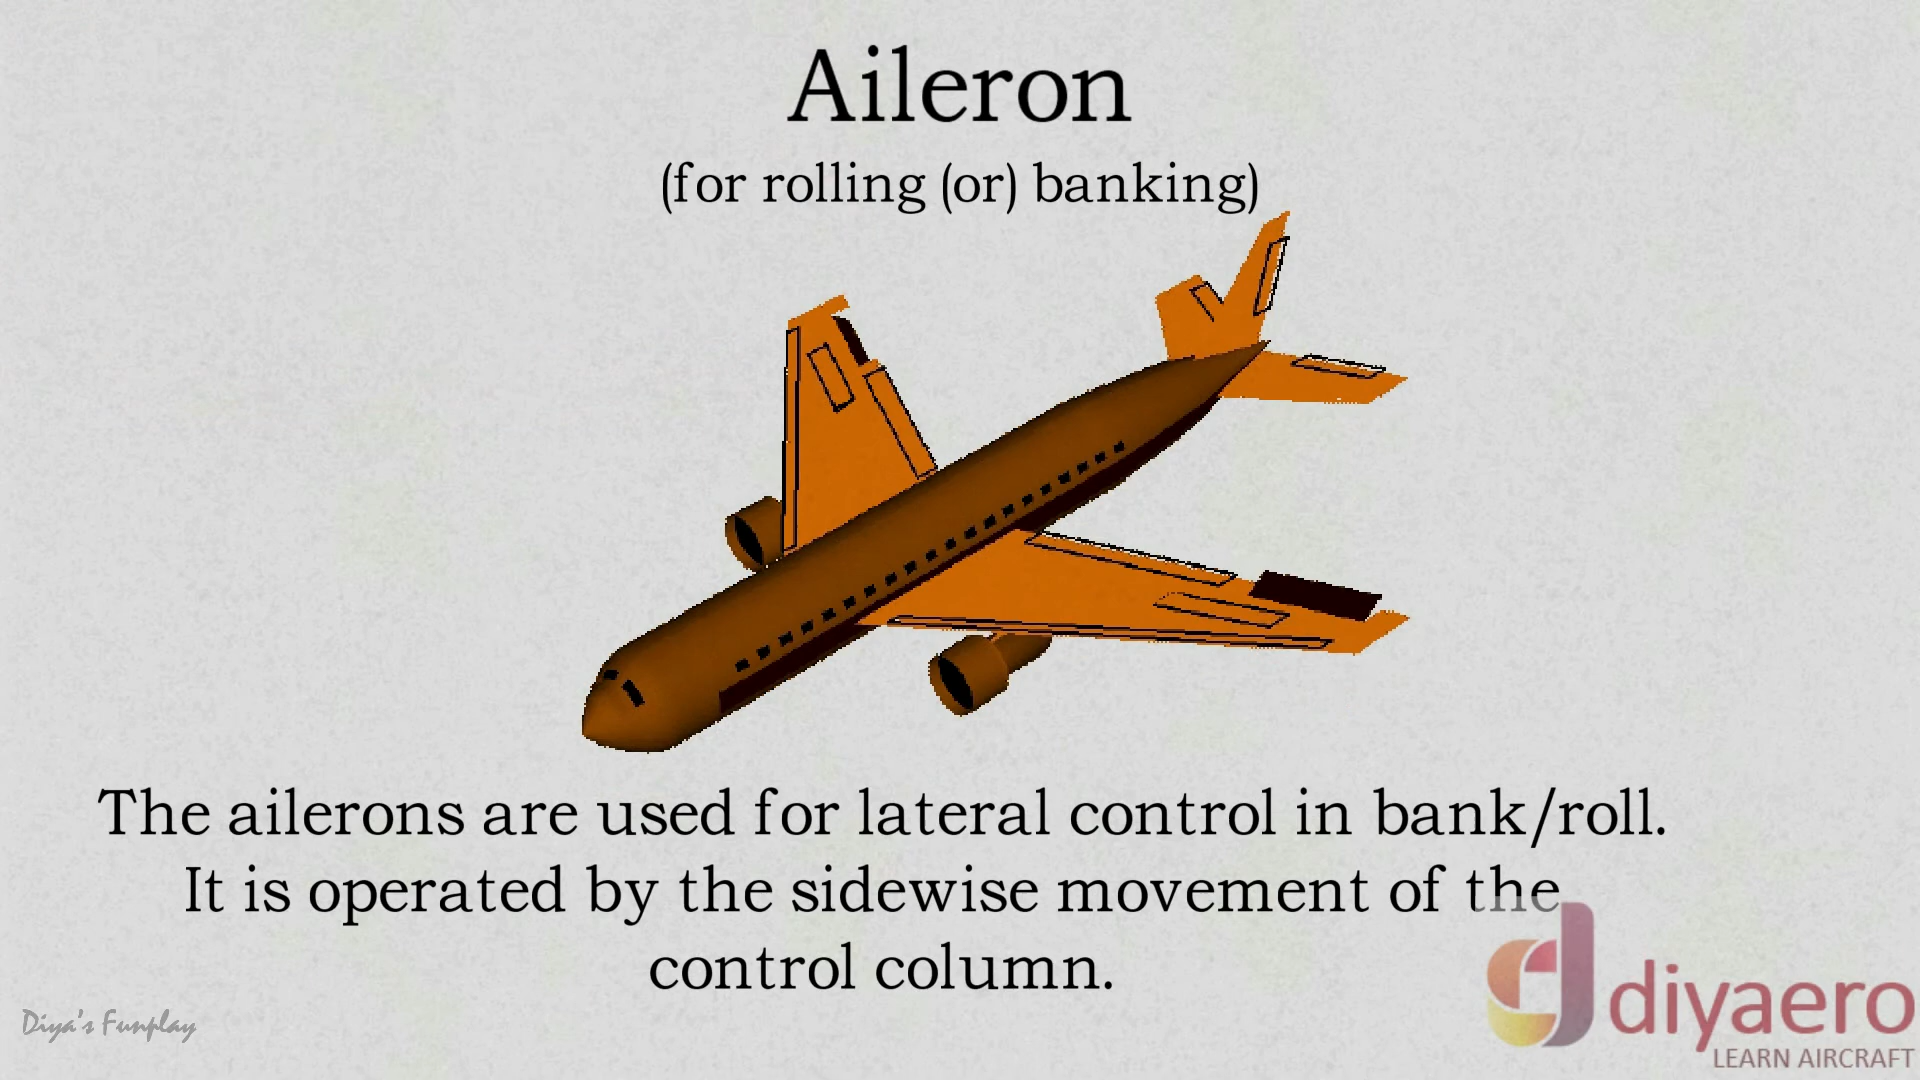 Aileron
(for rolling (or) banking)
The ailerons are used for lateral control in bank/roll.
It is operated by the sidewise movement of the
control column.
Diya's Funplay
diyaero
LEARN AIRCRAFT